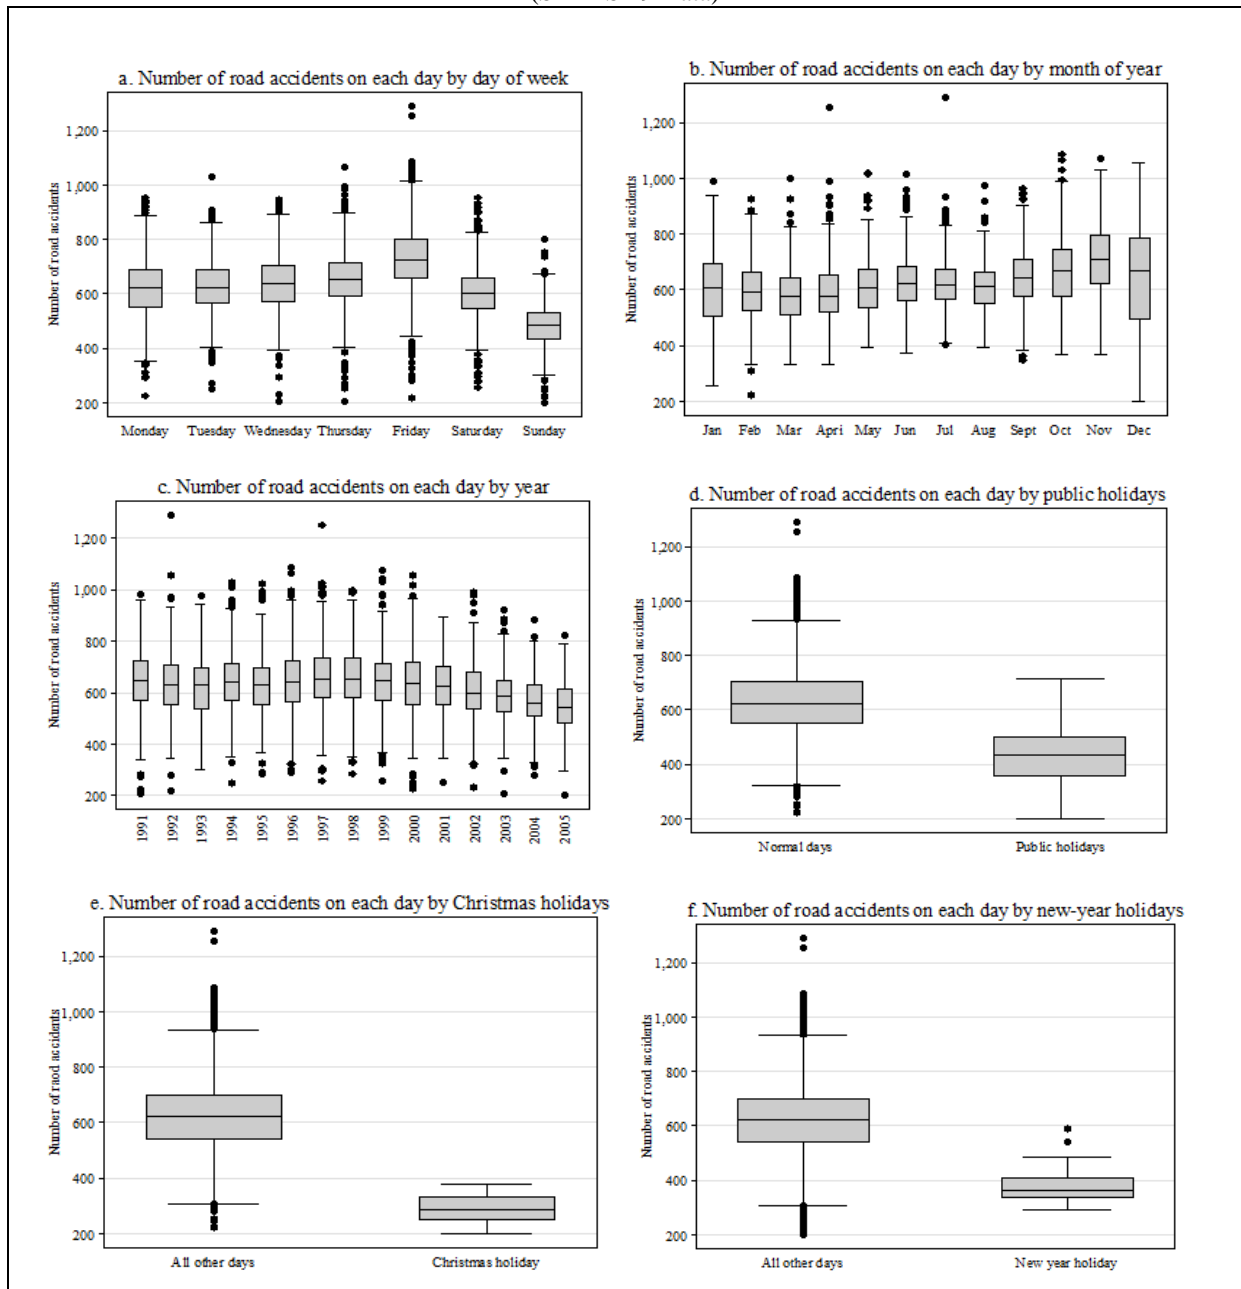 a. Number of road accidents on each day by day of week
Number of road accidents
1,200
1,000
800
600
400
200
Monday Tuesday Wednesday Thursday Friday Saturday Sunday
b. Number of road accidents on each day by month of year
Number of road accidents
1,200
1,000
800
600
400
200
Jan Feb Mar Apri May Jun Jul Aug Sept Oct Nov Dec
c. Number of road accidents on each day by year
Number of road accidents
1,200
1,000
800
600
400
200
1991 1992 1993 1994 1995 1996 1997 1998 1999 2000 2001 2002 2003 2004 2005
d. Number of road accidents on each day by public holidays
Number of road accidents
1,200
1,000
800
600
400
200
Normal days Public holidays
e. Number of road accidents on each day by Christmas holidays
Number of raod accidents
1,200
1,000
800
600
400
200
All other days Christmas holiday
f. Number of road accidents on each day by new-year holidays
Number of road accidents
1,200
1,000
800
600
400
200
All other days New year holiday